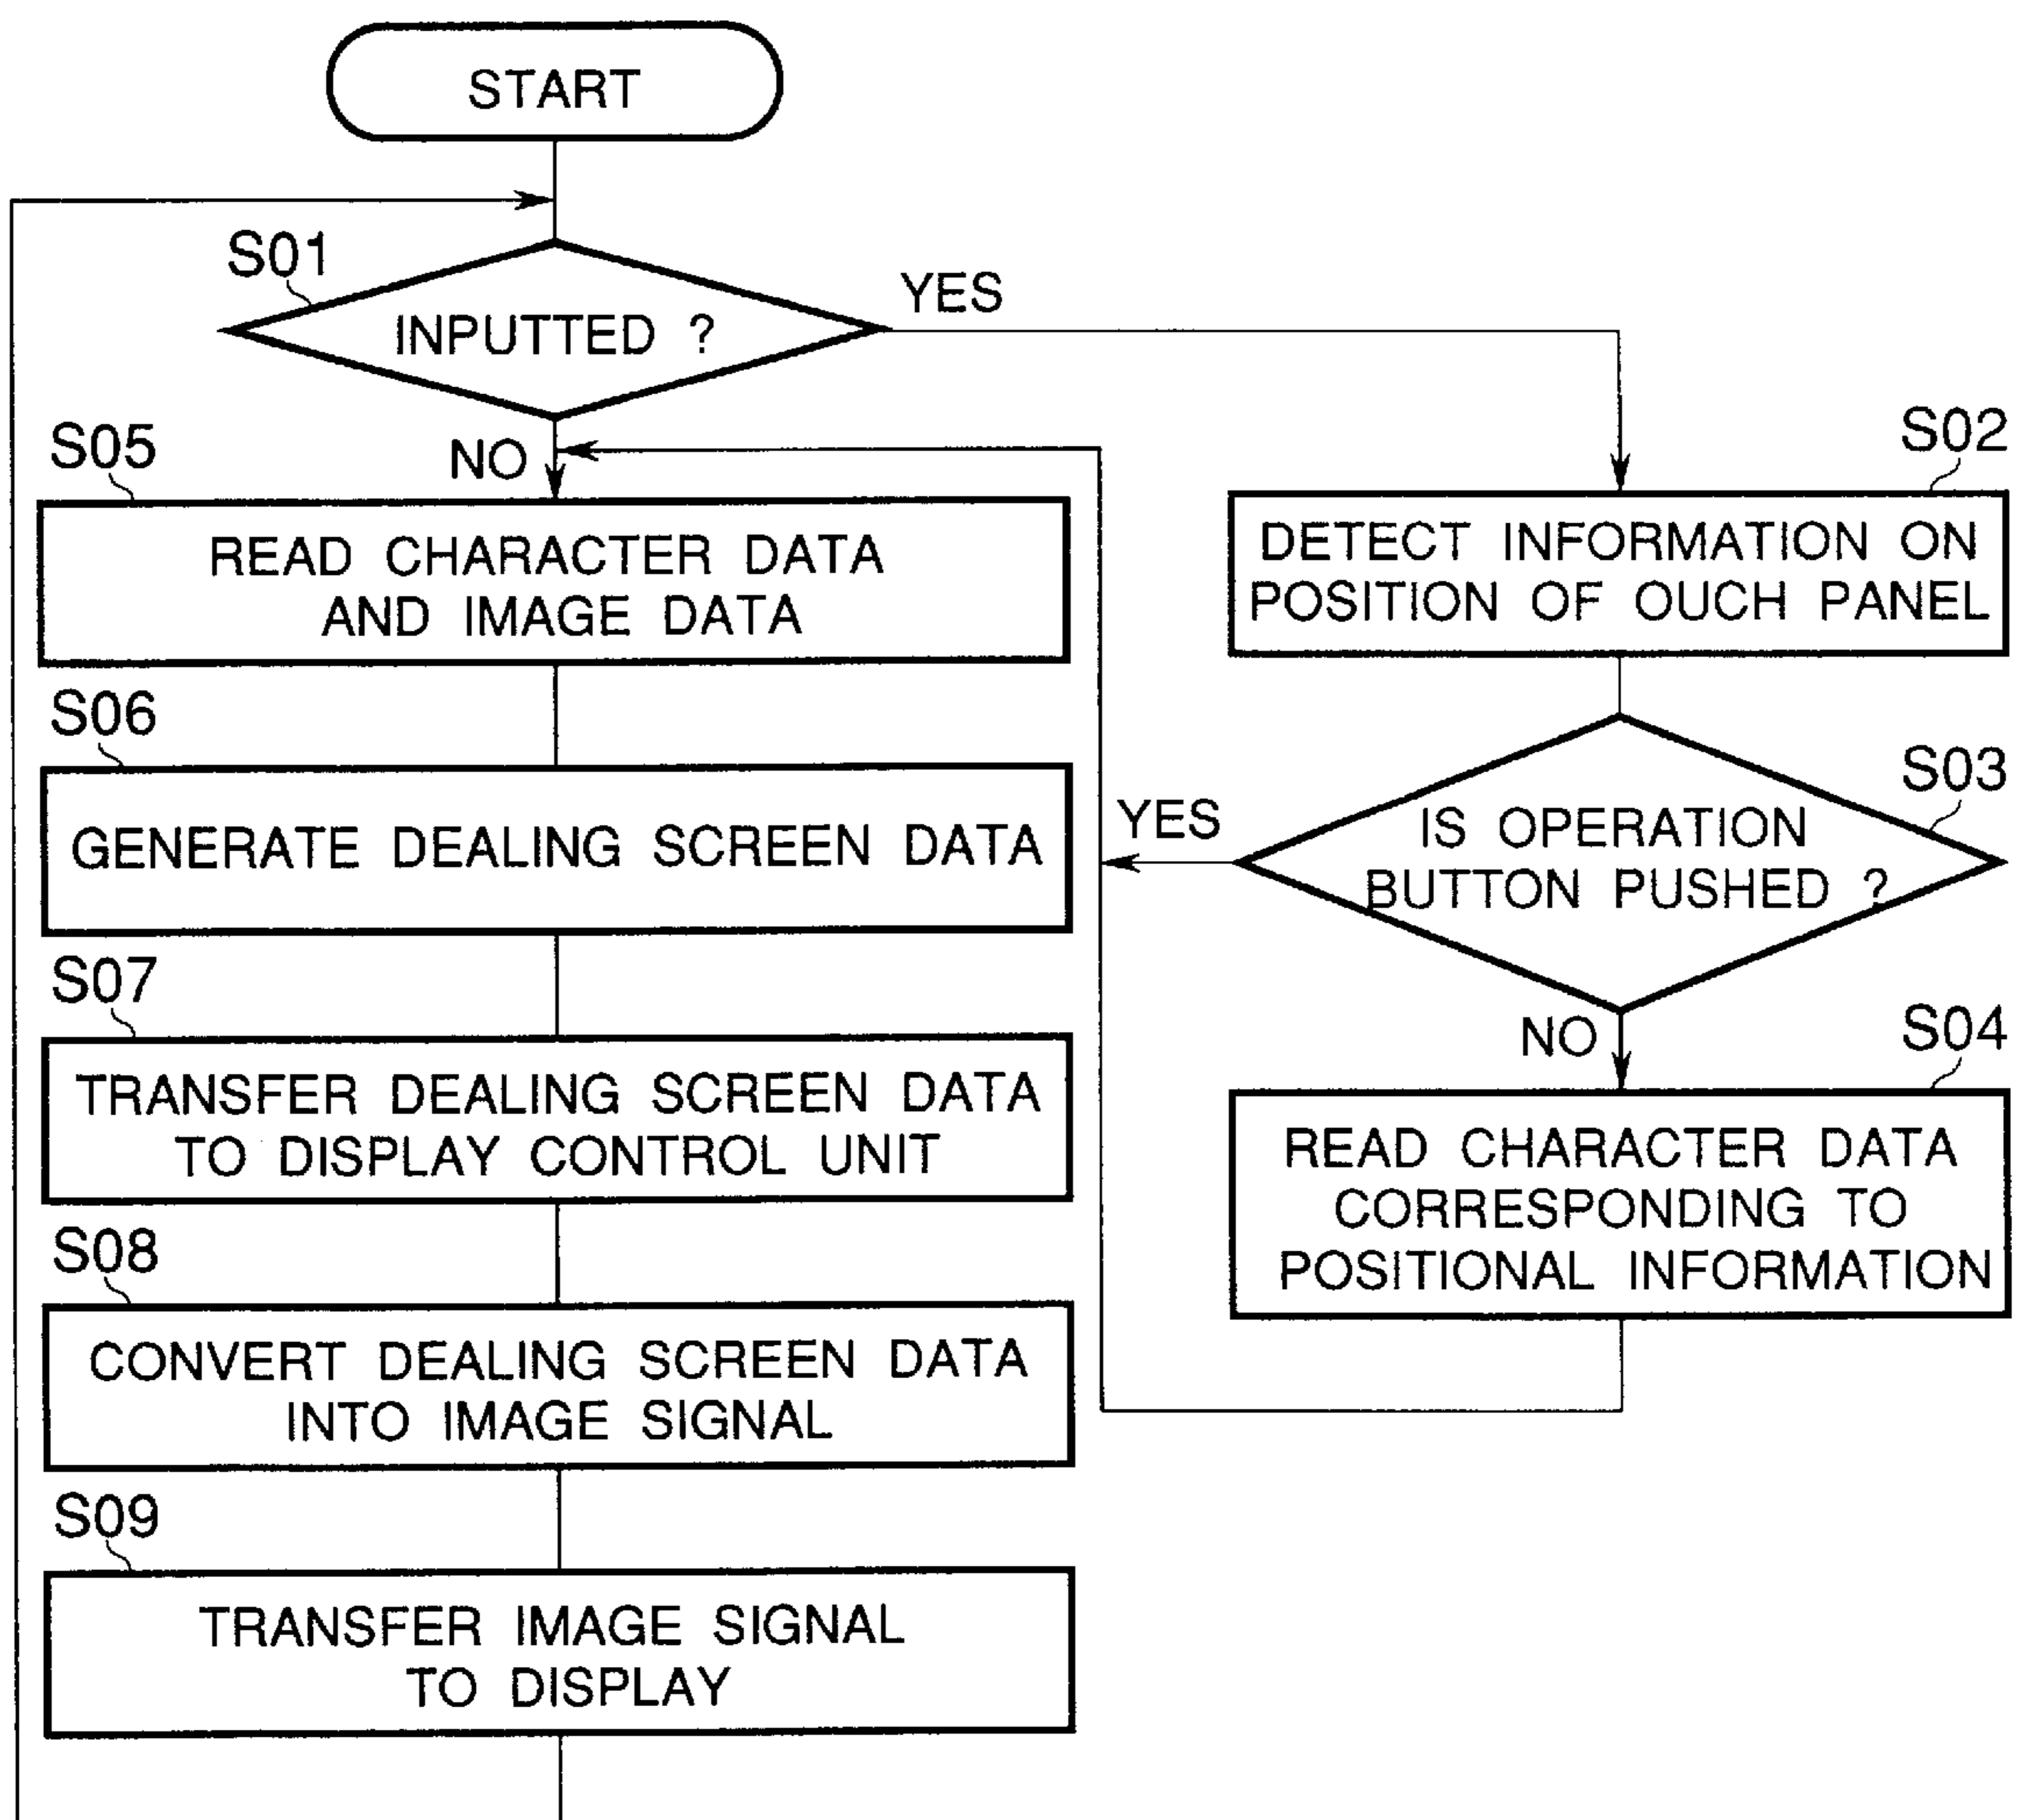 START
S01
INPUTTED ?
YES
NO
S05
READ CHARACTER DATA
AND IMAGE DATA
S06
GENERATE DEALING SCREEN DATA
S07
TRANSFER DEALING SCREEN DATA
TO DISPLAY CONTROL UNIT
S08
CONVERT DEALING SCREEN DATA
INTO IMAGE SIGNAL
S09
TRANSFER IMAGE SIGNAL
TO DISPLAY
S02
DETECT INFORMATION ON
POSITION OF OUCH PANEL
S03
IS OPERATION
BUTTON PUSHED ?
YES
NO
S04
READ CHARACTER DATA
CORRESPONDING TO
POSITIONAL INFORMATION